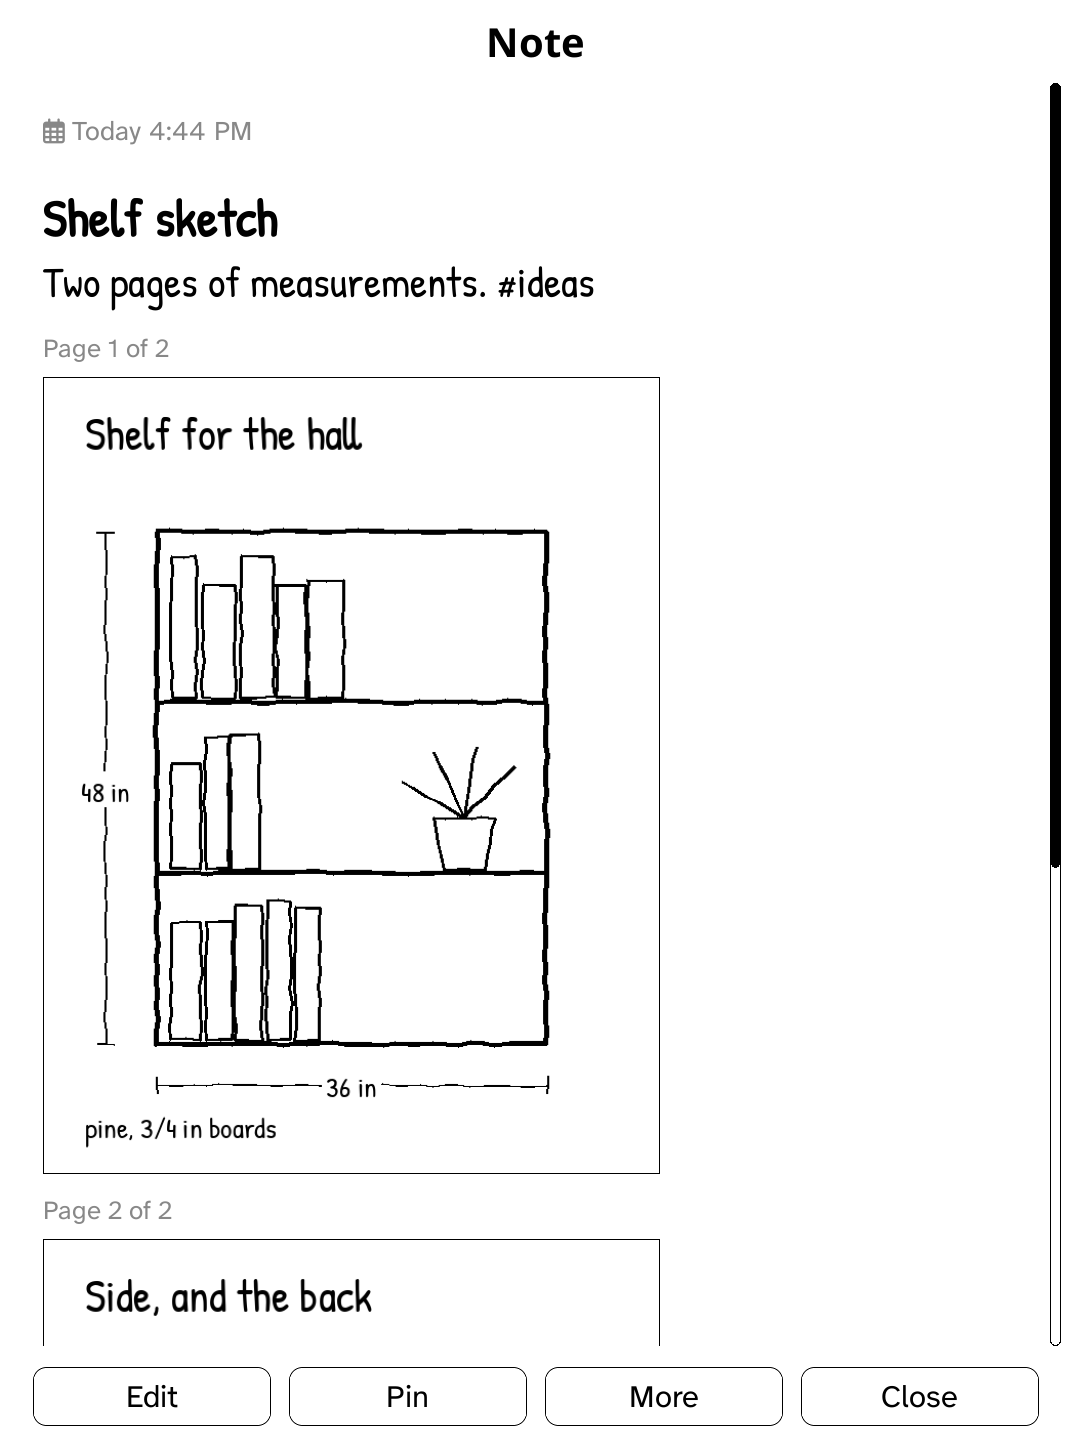 Note
Today 4:44 PM
Shelf sketch
Two pages of measurements. #ideas
Page 1 of 2
Shelf for the hall
48 in
36 in
pine, 3/4 in boards
Page 2 of 2
Side, and the back
Edit
Pin
More
Close